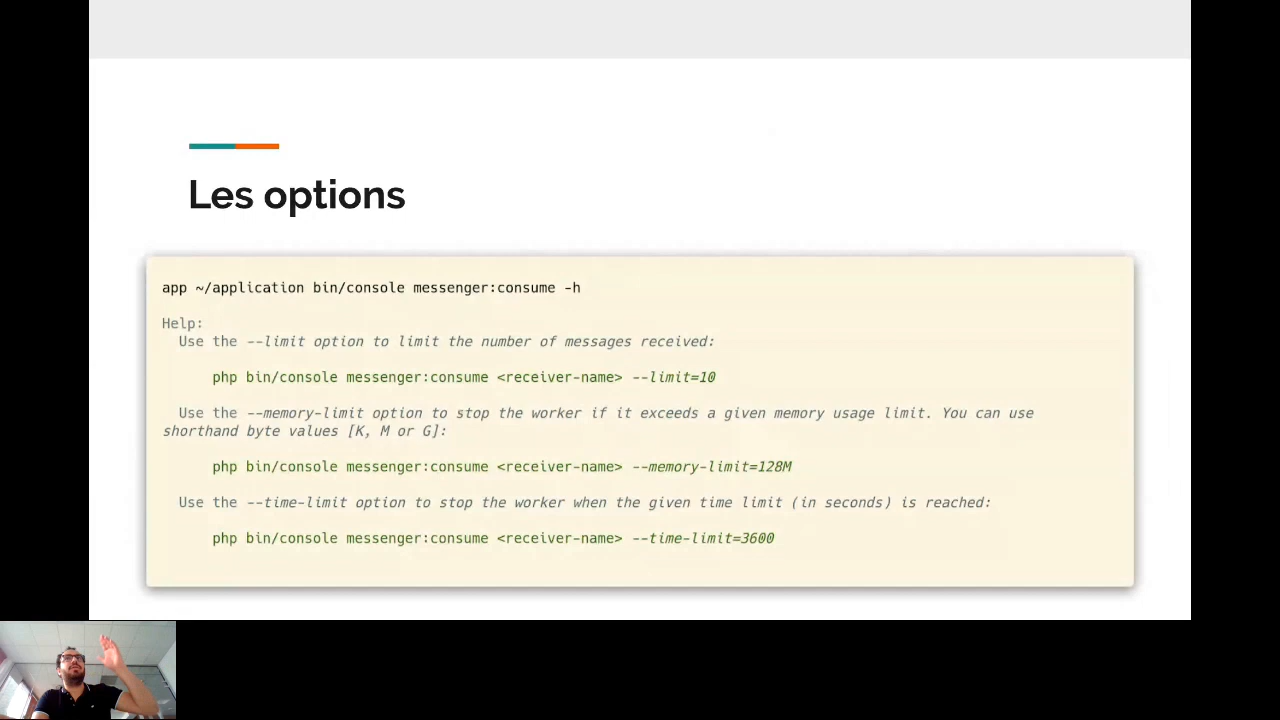 Les options
app ~/application bin/console messenger:consume -h
Help:
Use the --limit option to limit the number of messages received:
php bin/console messenger:consume <receiver-name> --limit=10
Use the --memory-limit option to stop the worker if it exceeds a given memory usage limit. You can use
shorthand byte values [K, M or G]:
php bin/console messenger:consume <receiver-name> --memory-limit=128M
Use the --time-limit option to stop the worker when the given time limit (in seconds) is reached:
php bin/console messenger:consume <receiver-name> --time-limit=3600